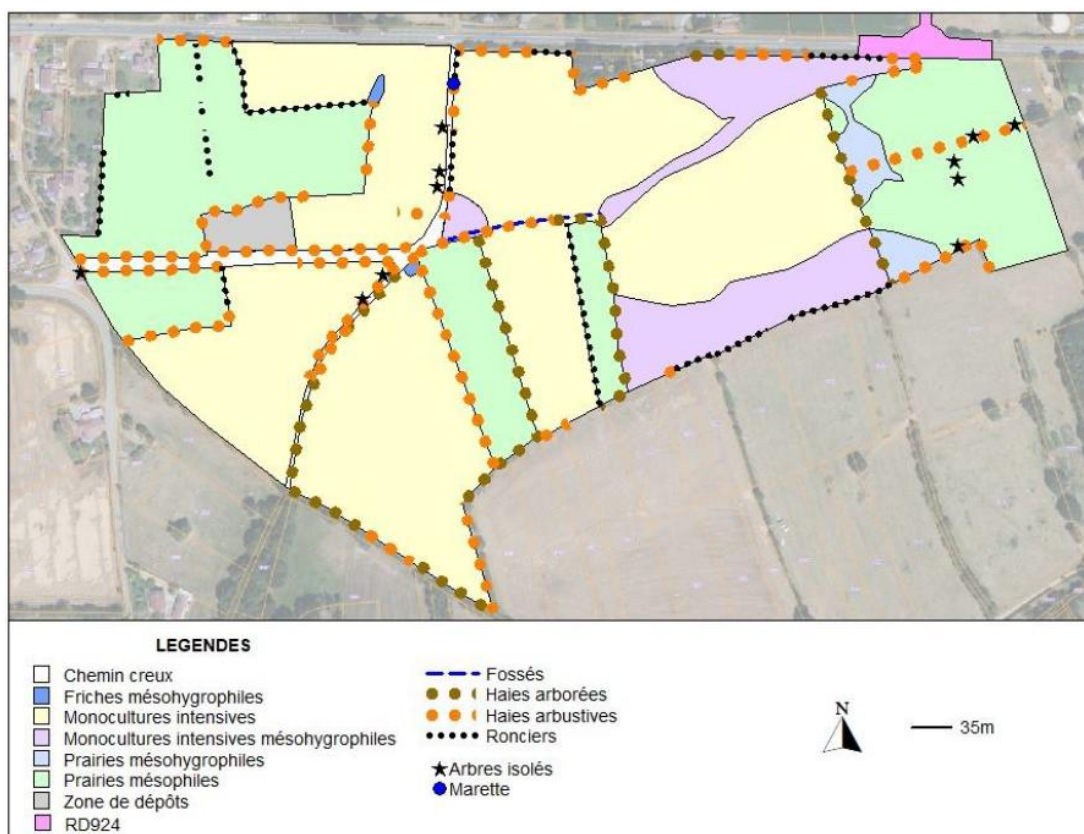 LEGENDES
Chemin creux
Friches mésohygrophiles
Monocultures intensives
Monocultures intensives mésohygrophiles
Prairies mésohygrophiles
Prairies mésophiles
Zone de dépôts
RD924
Fossés
Haies arborées
Haies arbustives
Ronciers
Arbres isolés
Marette
N
35m